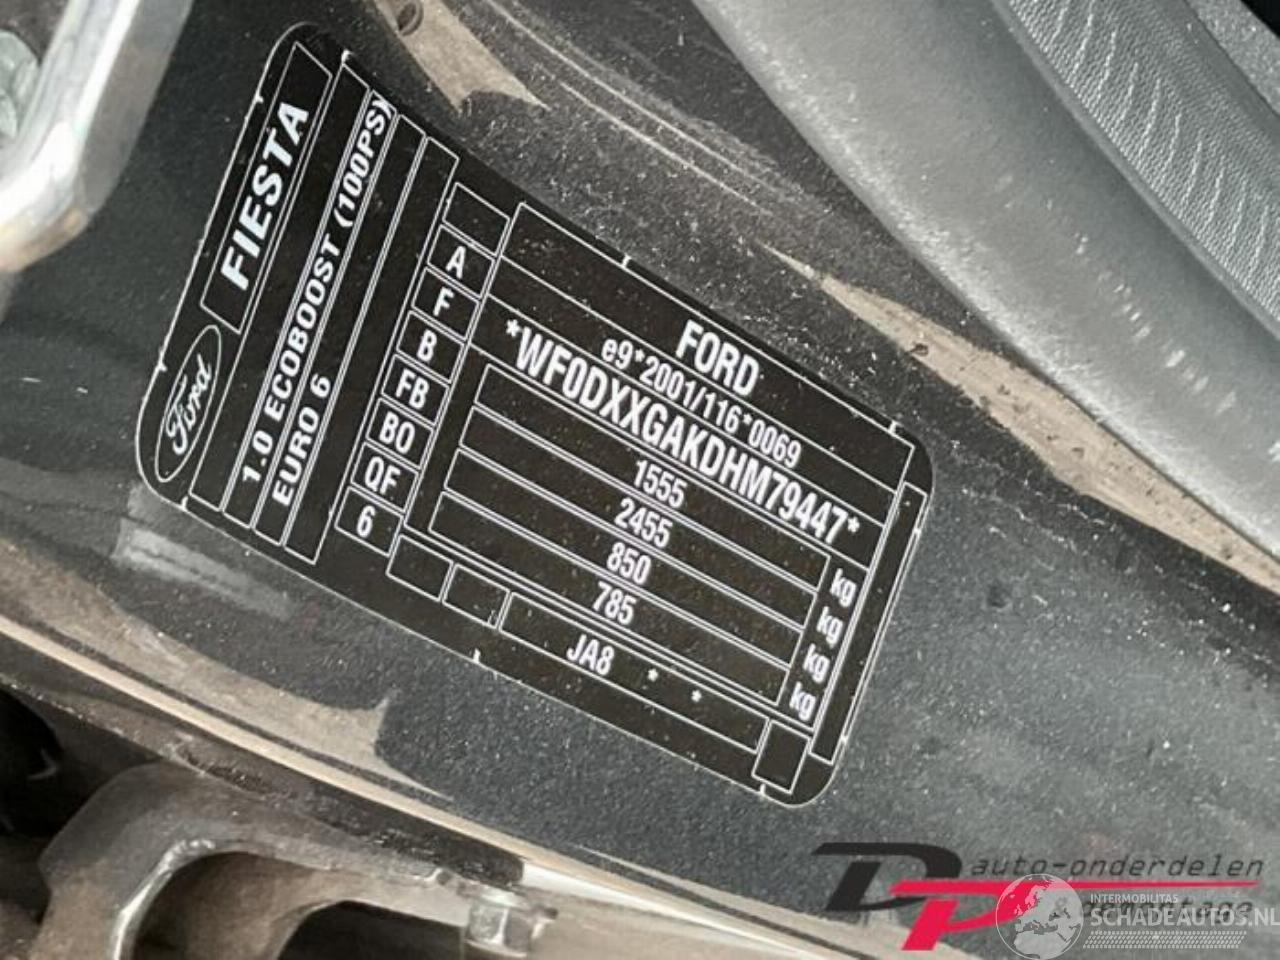 Ford
FIESTA
1.0 ECOBOOST (100PS)
EURO 6
A
F
B
FB
BO
QF
6
FORD
e9*2001/116*0069
*WF0DXXGAKDHM79447*
1555 kg
2455 kg
850 kg
785 kg
JA8 * *
DP
auto-onderdelen
INTERMOBILITAS
SCHADEAUTOS.NL